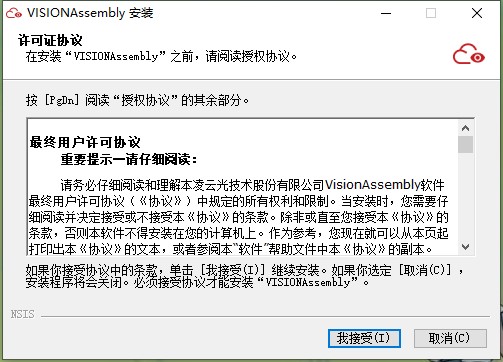 VISIONAssembly 安装
许可证协议
在安装“VISIONAssembly”之前，请阅读授权协议。
按 [PgDn] 阅读“授权协议”的其余部分。
最终用户许可协议
重要提示一请仔细阅读：
请务必仔细阅读和理解本凌云光技术股份有限公司VisionAssembly软件
最终用户许可协议（《协议》）中规定的所有权利和限制。当安装时，您需要仔
细阅读并决定接受或不接受本《协议》的条款。除非或直至您接受本《协议》的
条款，否则本软件不得安装在您的计算机上。作为参考，您现在就可以从本页起
打印出本《协议》的文本，或者参阅本“软件”帮助文件中本《协议》的副本。
如果你接受协议中的条款，单击 [我接受(I)] 继续安装。如果你选定 [取消(C)] ，
安装程序将会关闭。必须接受协议才能安装“VISIONAssembly”。
NSIS
我接受(I)
取消(C)